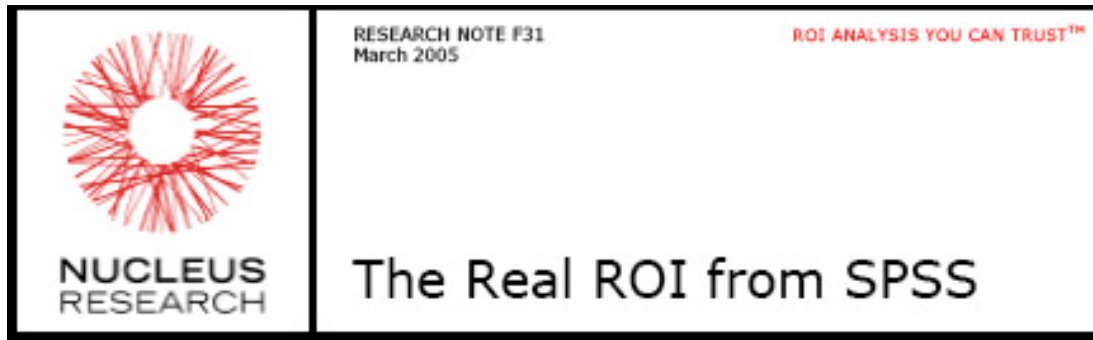 NUCLEUS
RESEARCH
RESEARCH NOTE F31
March 2005
ROI ANALYSIS YOU CAN TRUST™
The Real ROI from SPSS